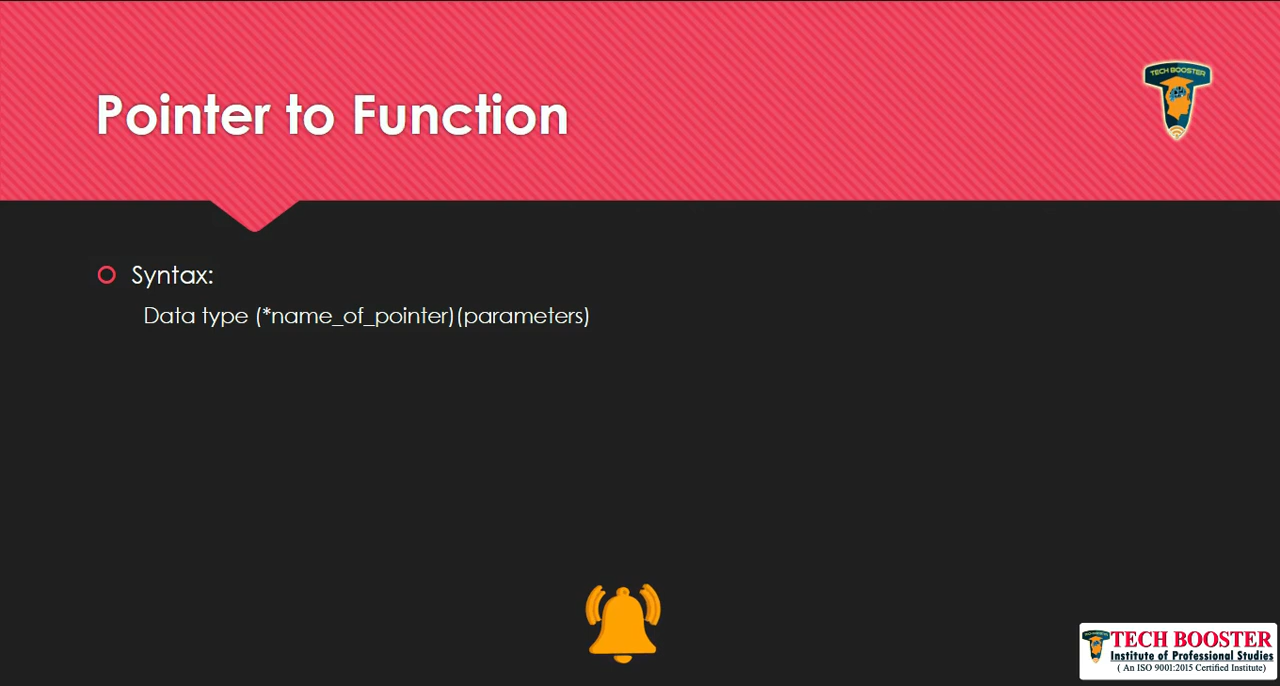 Pointer to Function
TECH BOOSTER
Syntax:
Data type (*name_of_pointer)(parameters)
TECH BOOSTER
Institute of Professional Studies
( An ISO 9001:2015 Certified Institute)